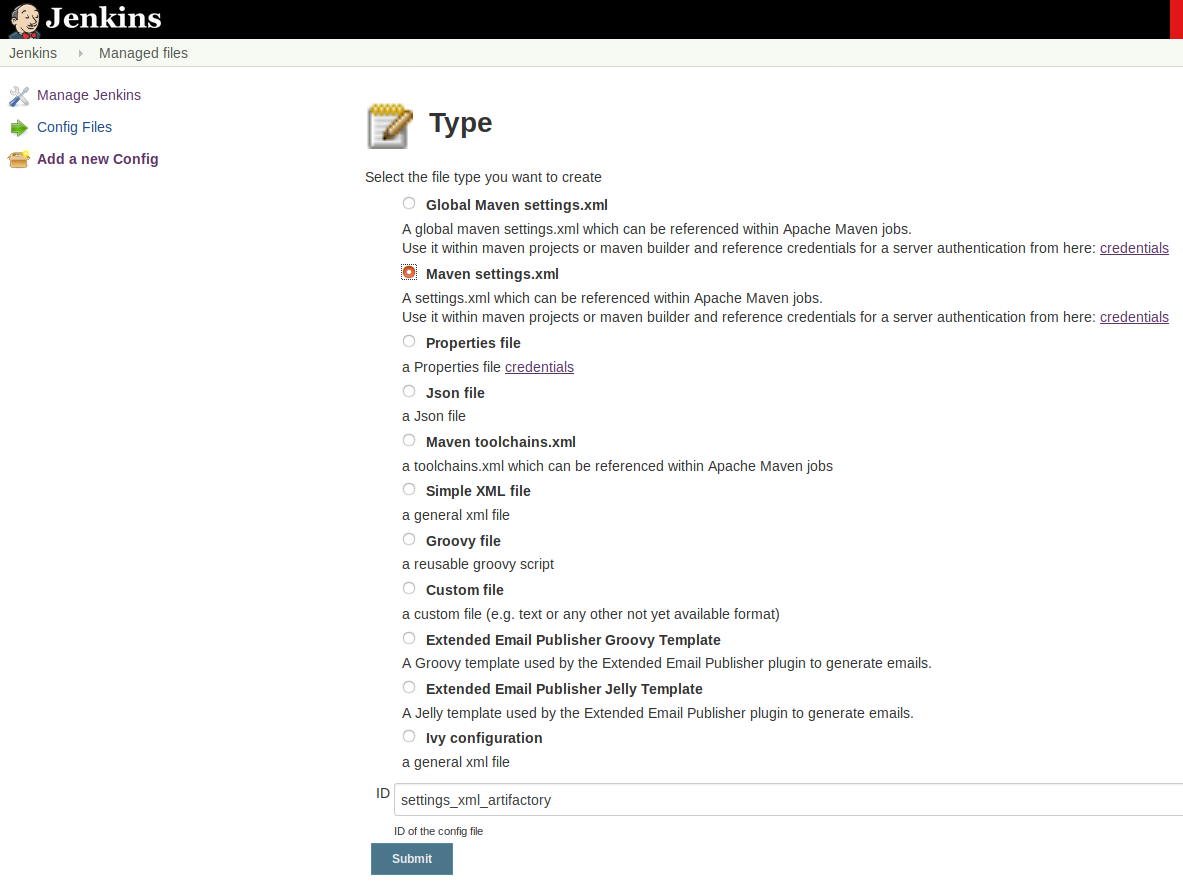 Jenkins
Jenkins Managed files
Manage Jenkins
Config Files
Add a new Config
Type
Select the file type you want to create
Global Maven settings.xml
A global maven settings.xml which can be referenced within Apache Maven jobs.
Use it within maven projects or maven builder and reference credentials for a server authentication from here: credentials
Maven settings.xml
A settings.xml which can be referenced within Apache Maven jobs.
Use it within maven projects or maven builder and reference credentials for a server authentication from here: credentials
Properties file
a Properties file credentials
Json file
a Json file
Maven toolchains.xml
a toolchains.xml which can be referenced within Apache Maven jobs
Simple XML file
a general xml file
Groovy file
a reusable groovy script
Custom file
a custom file (e.g. text or any other not yet available format)
Extended Email Publisher Groovy Template
A Groovy template used by the Extended Email Publisher plugin to generate emails.
Extended Email Publisher Jelly Template
A Jelly template used by the Extended Email Publisher plugin to generate emails.
Ivy configuration
a general xml file
ID settings_xml_artifactory
ID of the config file
Submit